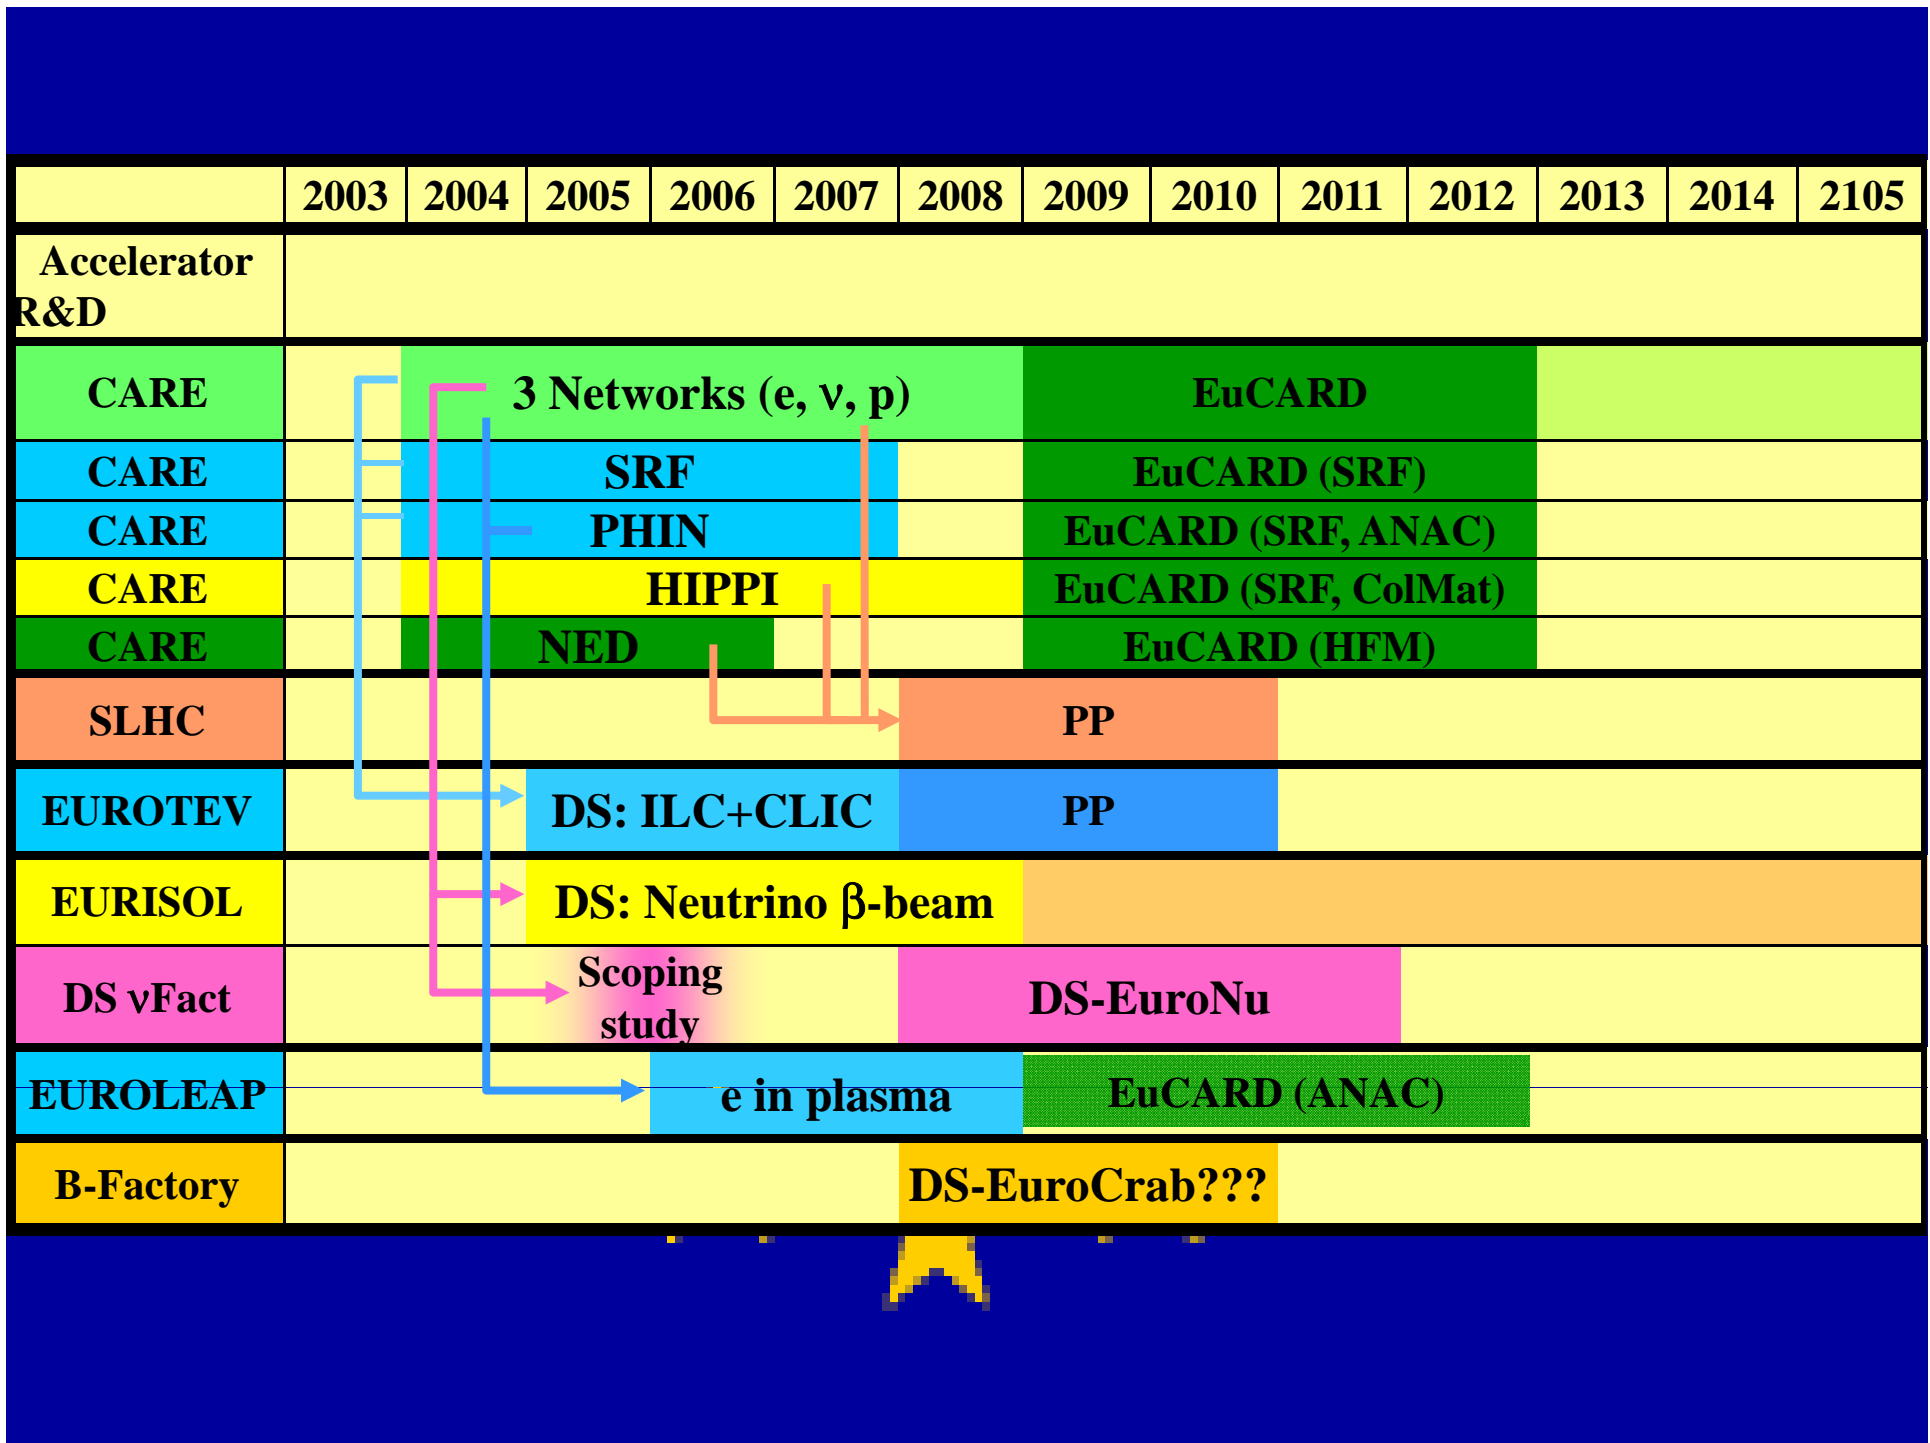 2003 2004 2005 2006 2007 2008 2009 2010 2011 2012 2013 2014 2105
Accelerator
R&D
CARE 3 Networks (e, ν, p) EuCARD
CARE SRF EuCARD (SRF)
CARE PHIN EuCARD (SRF, ANAC)
CARE HIPPI EuCARD (SRF, ColMat)
CARE NED EuCARD (HFM)
SLHC PP
EUROTEV DS: ILC+CLIC PP
EURISOL DS: Neutrino β-beam
DS νFact Scoping
study DS-EuroNu
EUROLEAP e in plasma EuCARD (ANAC)
B-Factory DS-EuroCrab???